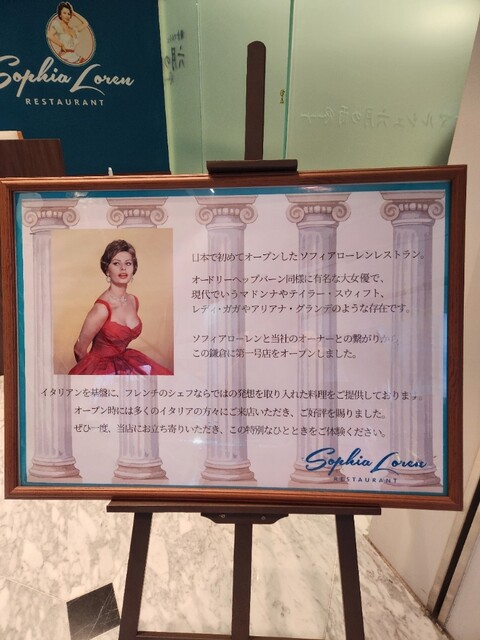 Sophia Loren
RESTAURANT
日本で初めてオープンした ソフィアローレンレストラン。
オードリーヘップバーン同様に有名な大女優で、
現代でいうマドンナやテイラー・スウィフト、
レディ・ガガやアリアナ・グランデのような存在です。
ソフィアローレンと当社のオーナーとの繋がりから
この鎌倉に第一号店をオープンしました。
イタリアンを基盤に、フレンチのシェフならではの発想を取り入れた料理をご提供しております。
オープン時には多くのイタリアの方々にご来店いただき、ご好評を賜りました。
ぜひ一度、当店にお立ち寄りいただき、この特別なひとときをご体験ください。
Sophia Loren
RESTAURANT